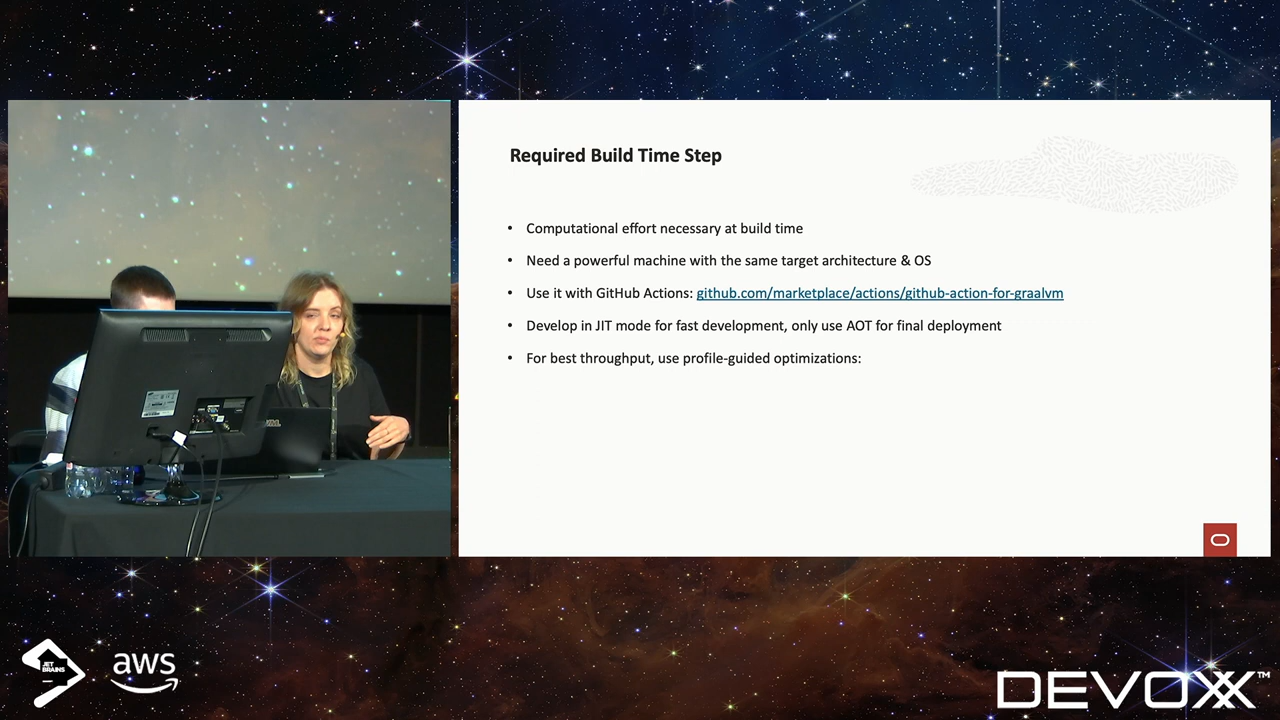 Required Build Time Step
• Computational effort necessary at build time
• Need a powerful machine with the same target architecture & OS
• Use it with GitHub Actions: github.com/marketplace/actions/github-action-for-graalvm
• Develop in JIT mode for fast development, only use AOT for final deployment
• For best throughput, use profile-guided optimizations:
JET
BRAINS
aws
DEVOXX™